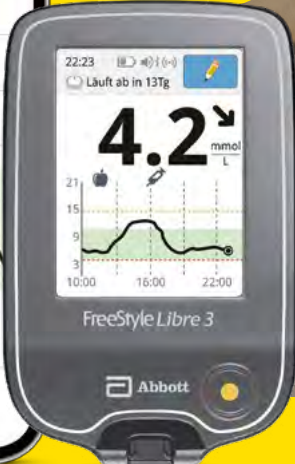 22:23
Läuft ab in 13Tg
4.2
mmol
L
21
15
9
3
10:00 16:00 22:00
FreeStyle Libre 3
Abbott